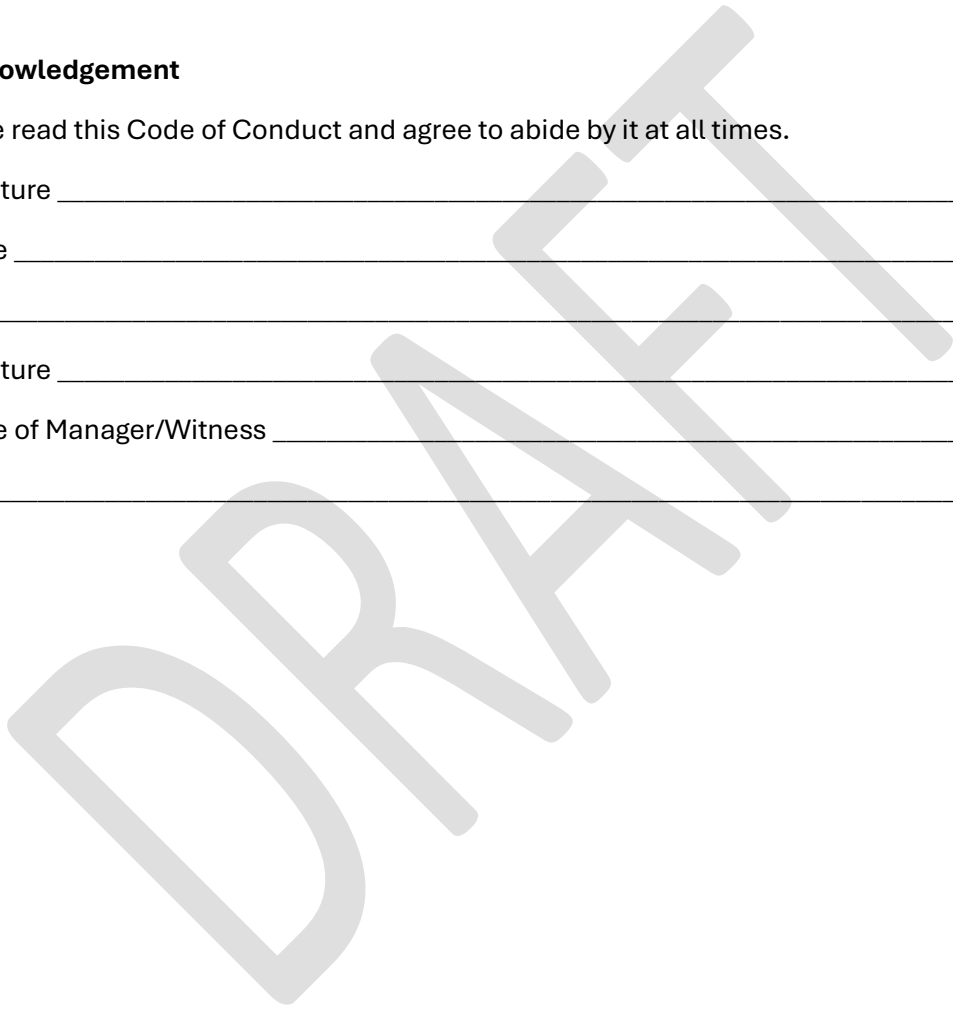 owledgement
e read this Code of Conduct and agree to abide by it at all times.
ture
e
ture
e of Manager/Witness
DRAFT